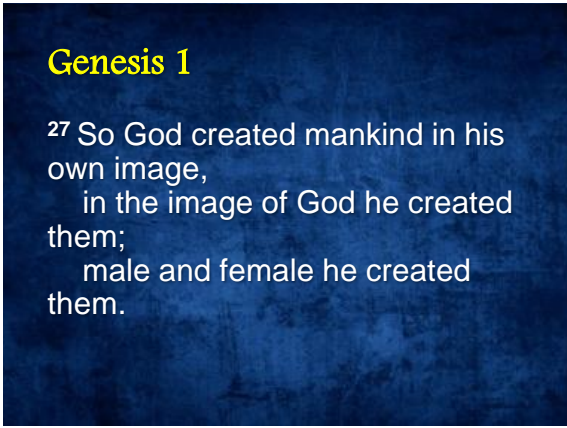 Genesis 1
27 So God created mankind in his
own image,
in the image of God he created
them;
male and female he created
them.